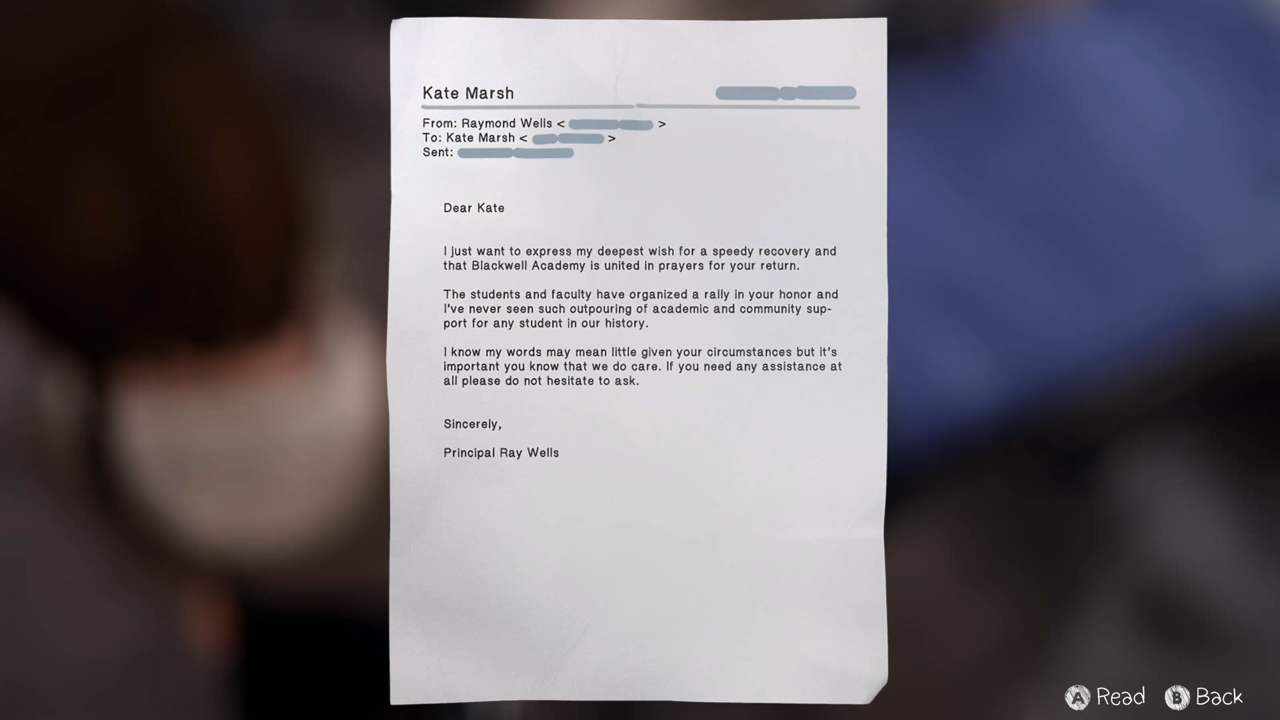 Kate Marsh
From: Raymond Wells < >
To: Kate Marsh < >
Sent:
Dear Kate
I just want to express my deepest wish for a speedy recovery and
that Blackwell Academy is united in prayers for your return.
The students and faculty have organized a rally in your honor and
I've never seen such outpouring of academic and community sup-
port for any student in our history.
I know my words may mean little given your circumstances but it's
important you know that we do care. If you need any assistance at
all please do not hesitate to ask.
Sincerely,
Principal Ray Wells
A Read B Back